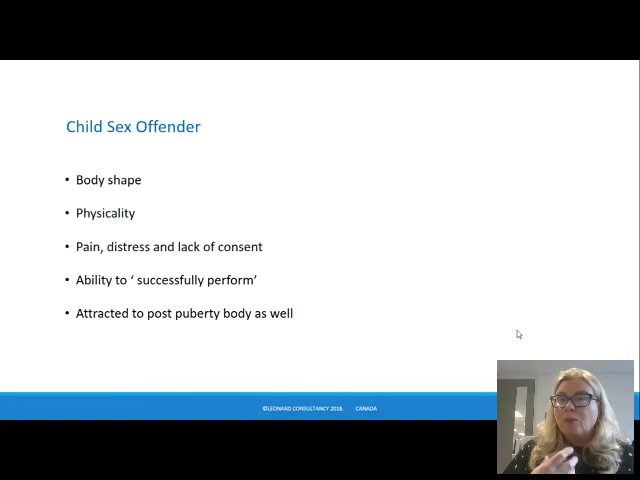 Child Sex Offender
• Body shape
• Physicality
• Pain, distress and lack of consent
• Ability to ‘ successfully perform’
• Attracted to post puberty body as well
©LEONARD CONSULTANCY 2018. CANADA